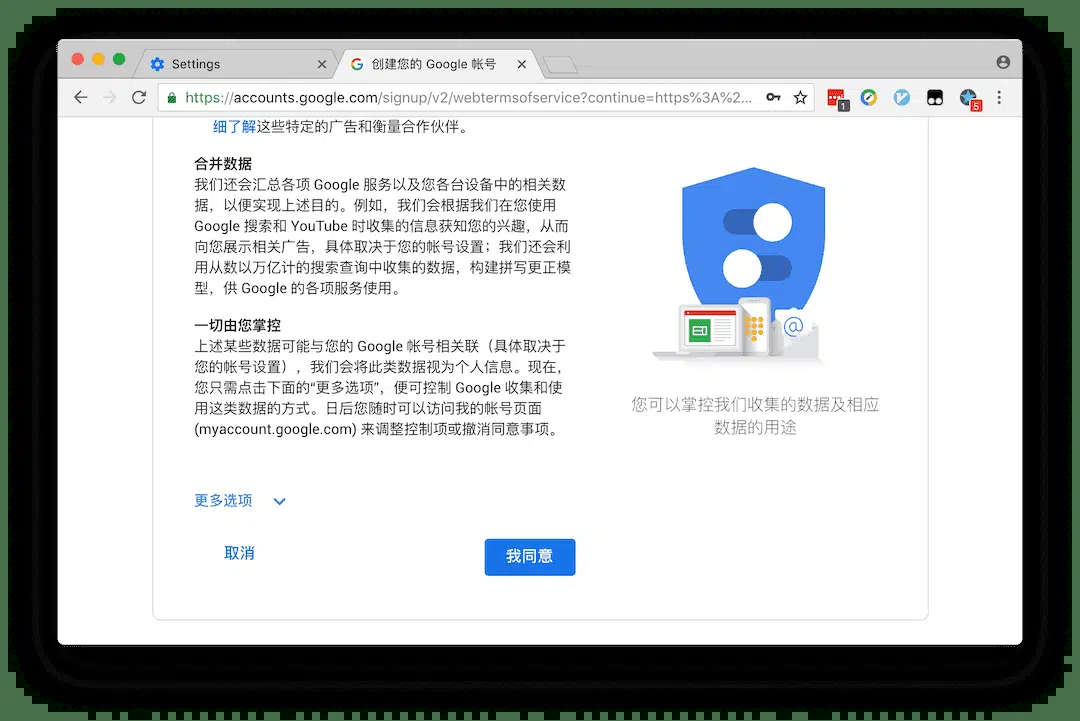 Settings
创建您的 Google 帐号
https://accounts.google.com/signup/v2/webtermsofservice?continue=https%3A%2...
1
5
细了解这些特定的广告和衡量合作伙伴。
合并数据
我们还会汇总各项 Google 服务以及您各台设备中的相关数
据，以便实现上述目的。例如，我们会根据我们在您使用
Google 搜索和 YouTube 时收集的信息获知您的兴趣，从而
向您展示相关广告，具体取决于您的帐号设置；我们还会利
用从数以万亿计的搜索查询中收集的数据，构建拼写更正模
型，供 Google 的各项服务使用。
一切由您掌控
上述某些数据可能与您的 Google 帐号相关联（具体取决于
您的帐号设置），我们会将此类数据视为个人信息。现在，
您只需点击下面的“更多选项”，便可控制 Google 收集和使
用这类数据的方式。日后您随时可以访问我的帐号页面
(myaccount.google.com) 来调整控制项或撤消同意事项。
@
您可以掌控我们收集的数据及相应
数据的用途
更多选项
取消
我同意